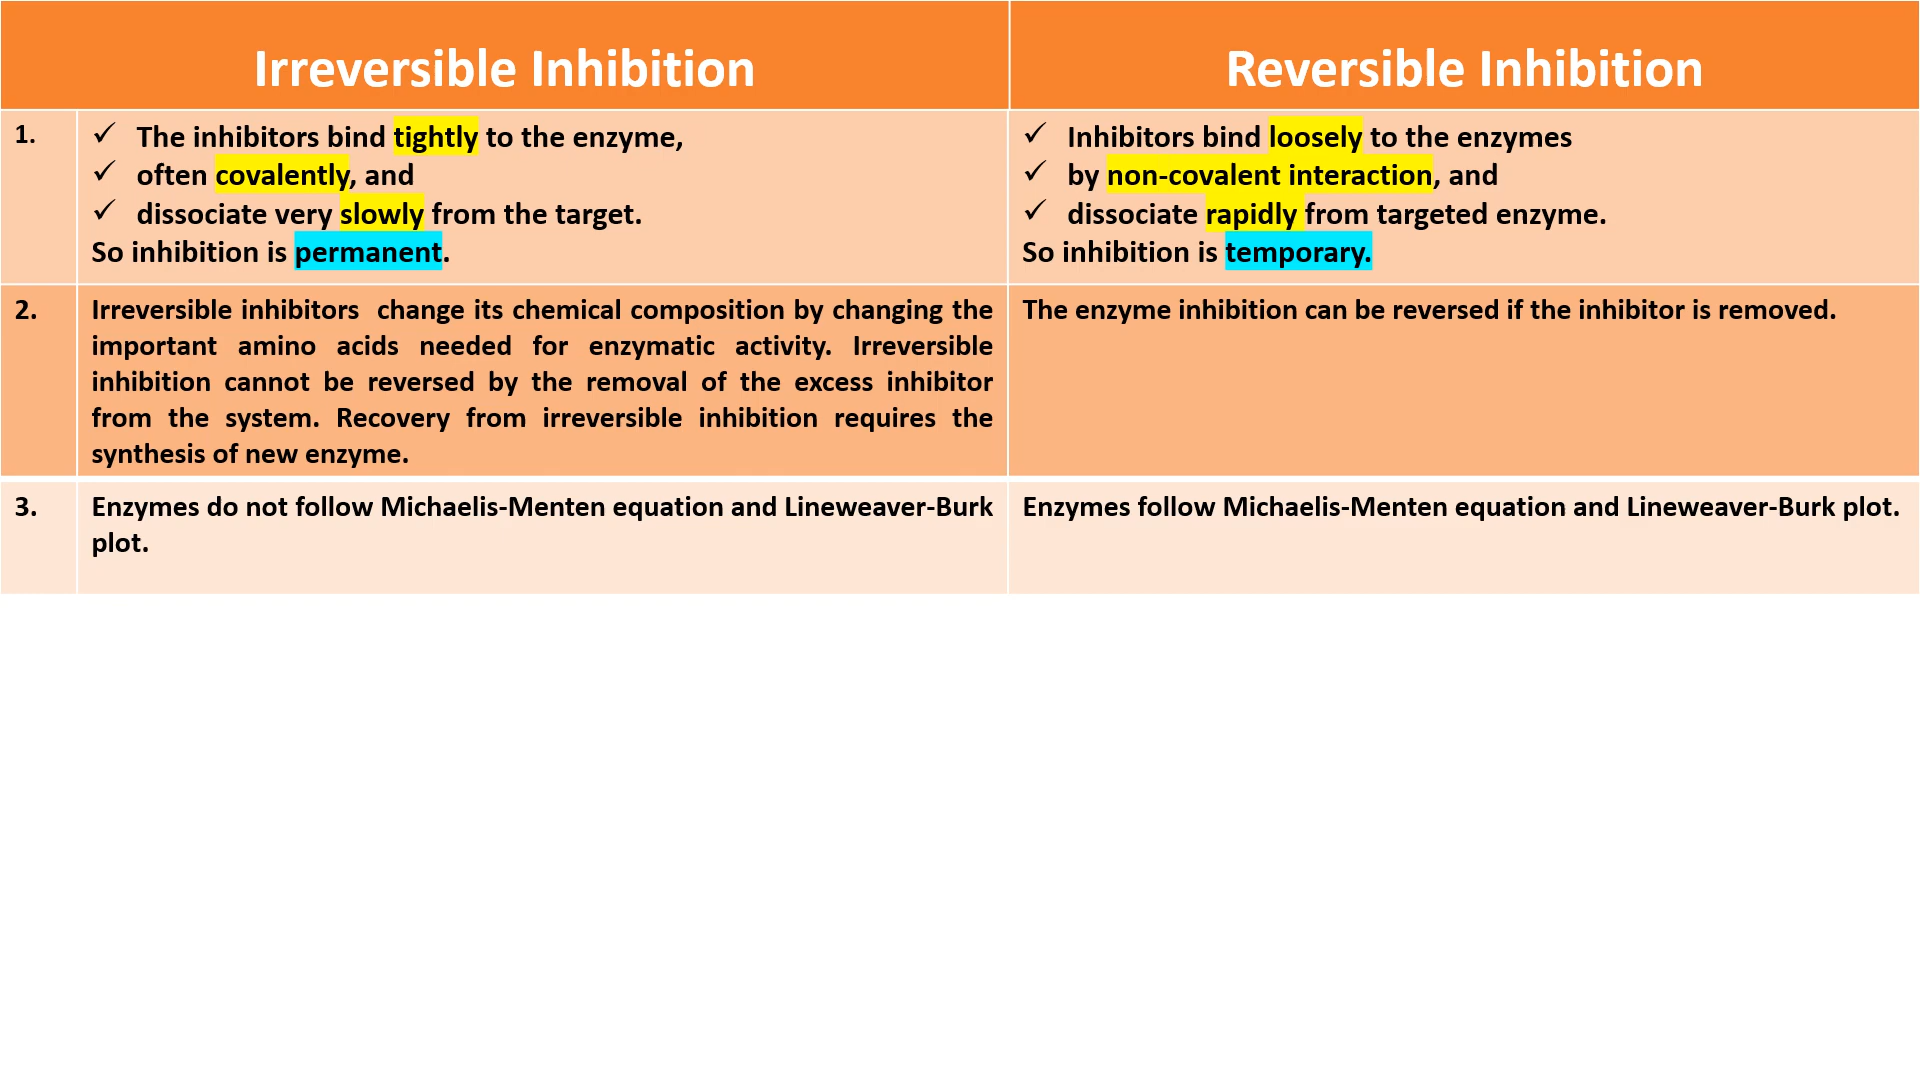 Irreversible Inhibition
Reversible Inhibition
1.
✓ The inhibitors bind tightly to the enzyme,
✓ often covalently, and
✓ dissociate very slowly from the target.
So inhibition is permanent.
✓ Inhibitors bind loosely to the enzymes
✓ by non-covalent interaction, and
✓ dissociate rapidly from targeted enzyme.
So inhibition is temporary.
2.
Irreversible inhibitors  change its chemical composition by changing the
important amino acids needed for enzymatic activity. Irreversible
inhibition cannot be reversed by the removal of the excess inhibitor
from the system. Recovery from irreversible inhibition requires the
synthesis of new enzyme.
The enzyme inhibition can be reversed if the inhibitor is removed.
3.
Enzymes do not follow Michaelis-Menten equation and Lineweaver-Burk
plot.
Enzymes follow Michaelis-Menten equation and Lineweaver-Burk plot.